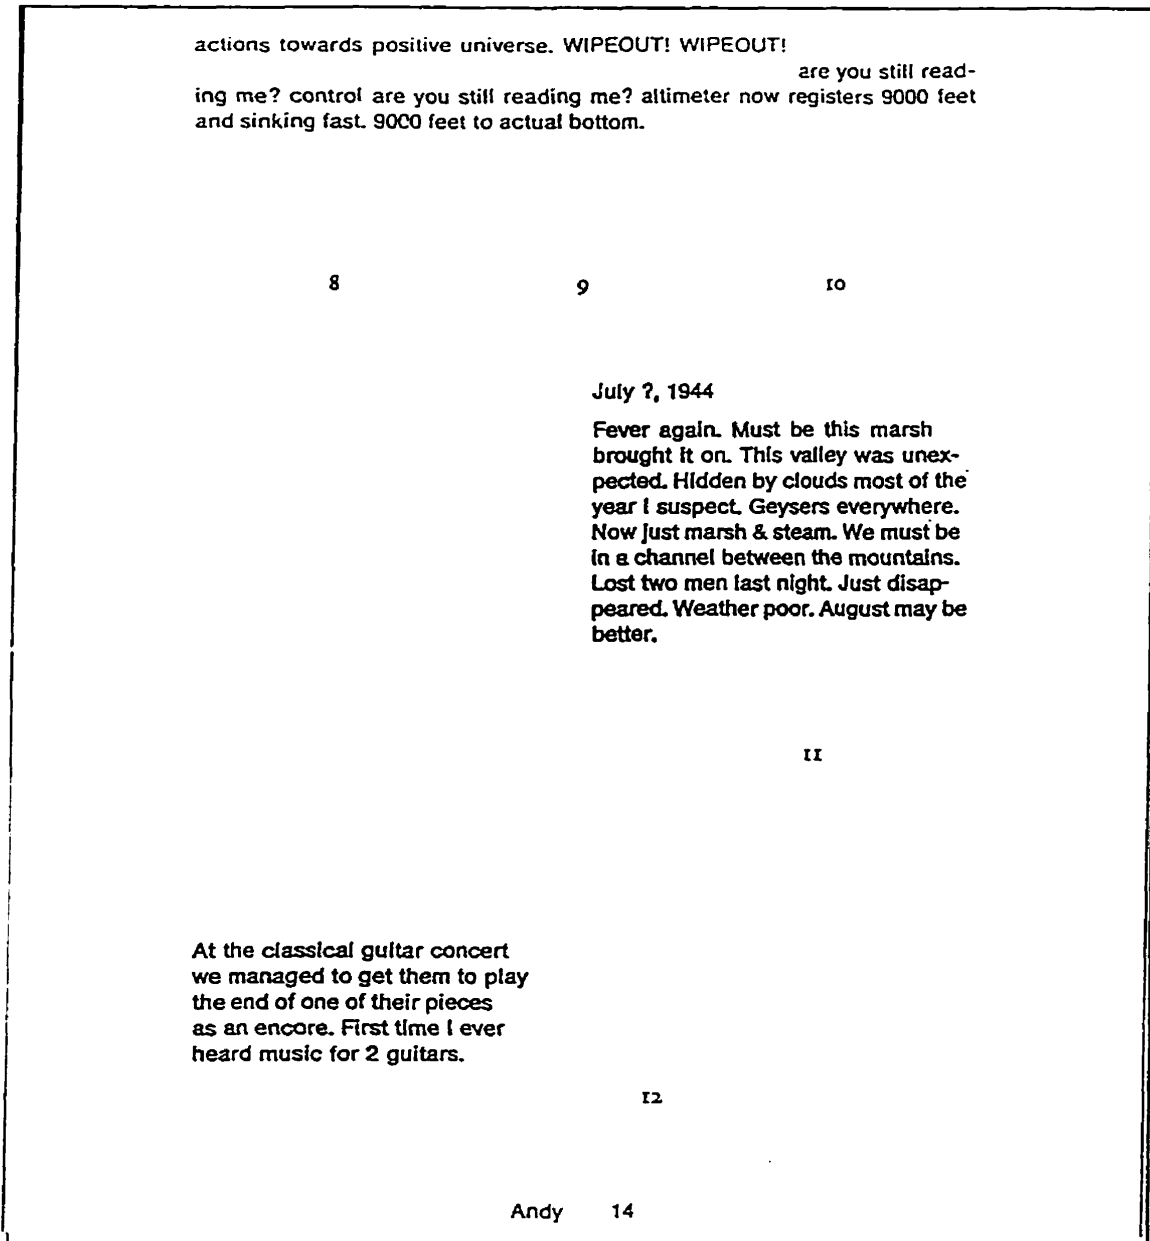 actions towards positive universe. WIPEOUT! WIPEOUT!
are you still read-
ing me? control are you still reading me? altimeter now registers 9000 feet
and sinking fast. 9000 feet to actual bottom.
8 9 10
July ?, 1944
Fever again. Must be this marsh
brought it on. This valley was unex-
pected. Hidden by clouds most of the
year I suspect. Geysers everywhere.
Now just marsh & steam. We must be
in a channel between the mountains.
Lost two men last night. Just disap-
peared. Weather poor. August may be
better.
11
At the classical guitar concert
we managed to get them to play
the end of one of their pieces
as an encore. First time I ever
heard music for 2 guitars.
12
Andy 14